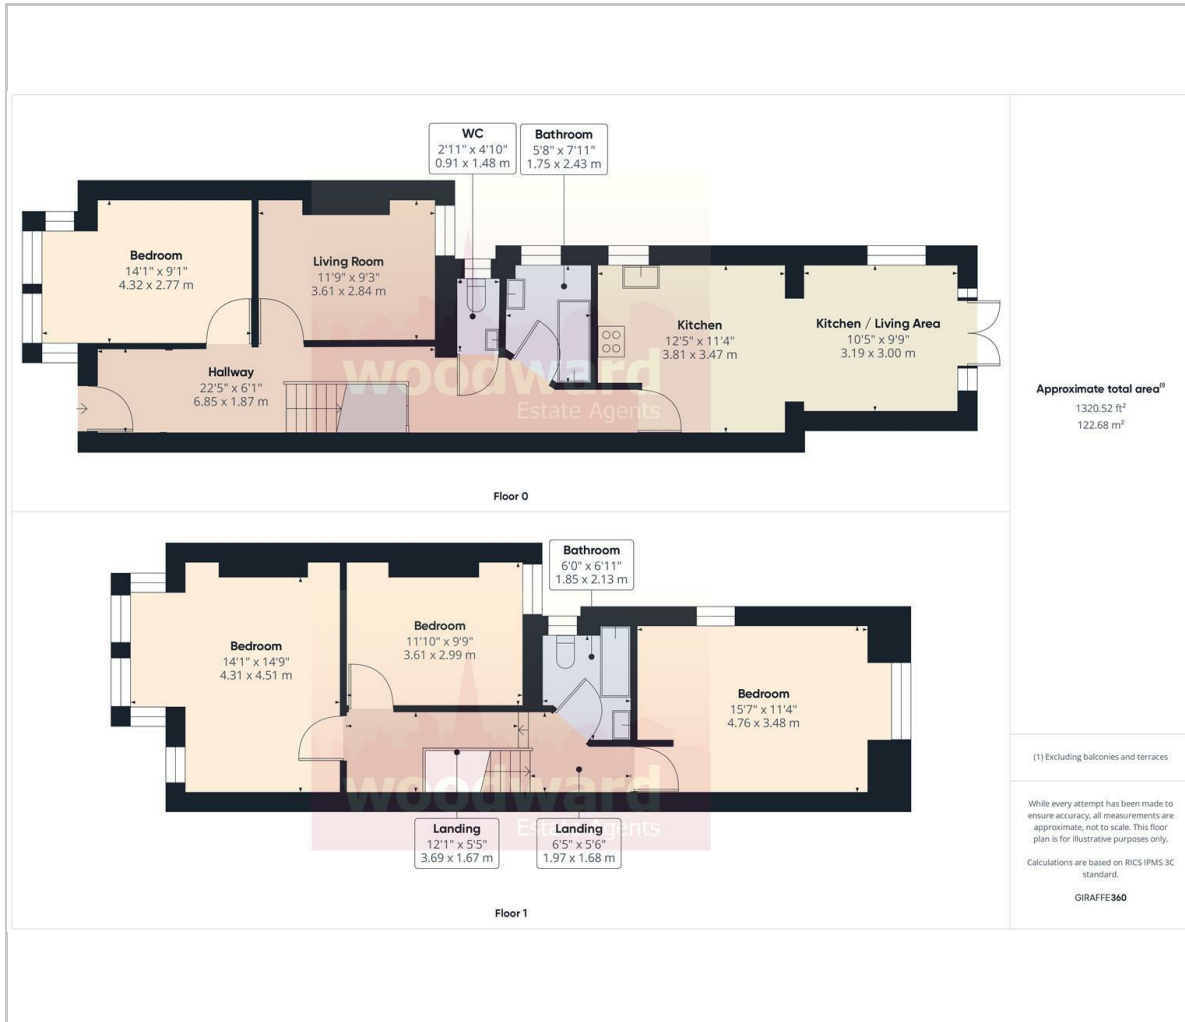 WC
2'11" x 4'10"
0.91 x 1.48 m
Bathroom
5'8" x 7'11"
1.75 x 2.43 m
Bedroom
14'1" x 9'1"
4.32 x 2.77 m
Living Room
11'9" x 9'3"
3.61 x 2.84 m
Kitchen
12'5" x 11'4"
3.81 x 3.47 m
Kitchen / Living Area
10'5" x 9'9"
3.19 x 3.00 m
Hallway
22'5" x 6'1"
6.85 x 1.87 m
woodward
Estate Agents
Floor 0
Approximate total area(1)
1320.52 ft²
122.68 m²
Bathroom
6'0" x 6'11"
1.85 x 2.13 m
Bedroom
14'1" x 14'9"
4.31 x 4.51 m
Bedroom
11'10" x 9'9"
3.61 x 2.99 m
Bedroom
15'7" x 11'4"
4.76 x 3.48 m
woodward
Estate Agents
Landing
12'1" x 5'5"
3.69 x 1.67 m
Landing
6'5" x 5'6"
1.97 x 1.68 m
Floor 1
(1) Excluding balconies and terraces
While every attempt has been made to
ensure accuracy, all measurements are
approximate, not to scale. This floor
plan is for illustrative purposes only.
Calculations are based on RICS IPMS 3C
standard.
GIRAFFE360